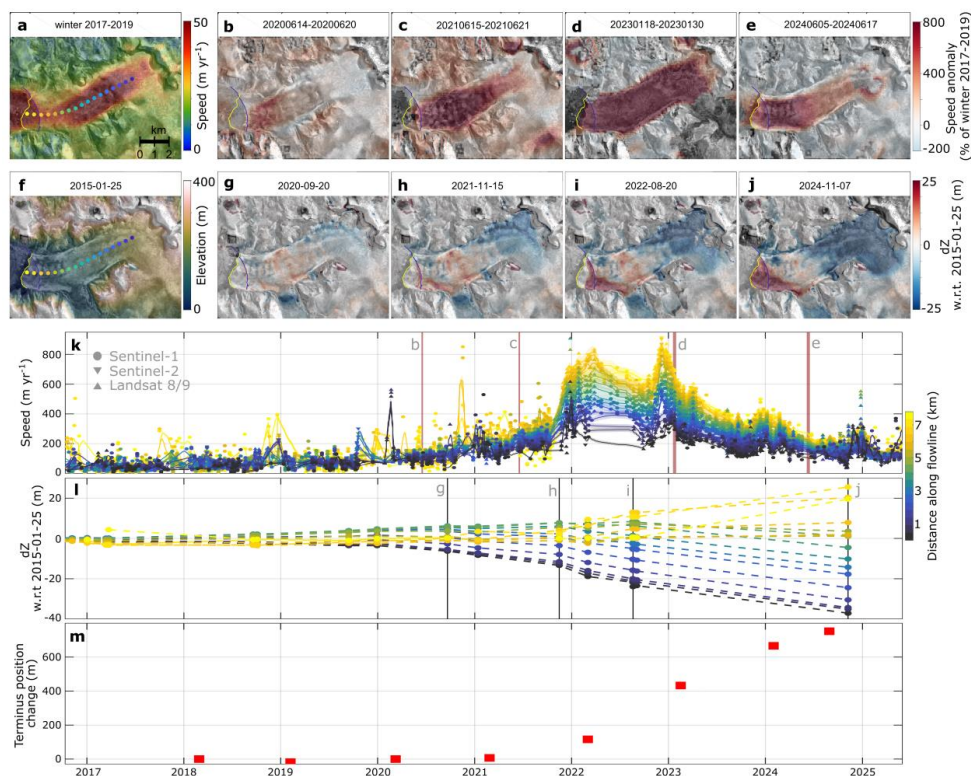 a winter 2017-2019
b 20200614-20200620
c 20210615-20210621
d 20230118-20230130
e 20240605-20240617
50
0
Speed (m yr⁻¹)
km
0 1 2
800
400
-200
Speed anomaly
(% of winter 2017-2019)
f 2015-01-25
g 2020-09-20
h 2021-11-15
i 2022-08-20
j 2024-11-07
400
0
Elevation (m)
25
0
-25
dZ
w.r.t. 2015-01-25 (m)
k
Sentinel-1
Sentinel-2
Landsat 8/9
b c d e
800
600
400
200
0
Speed (m yr⁻¹)
l
g h i j
20
0
-20
-40
dZ
w.r.t 2015-01-25 (m)
7
5
3
1
Distance along flowline (km)
m
600
400
200
0
Terminus position
change (m)
2017 2018 2019 2020 2021 2022 2023 2024 2025